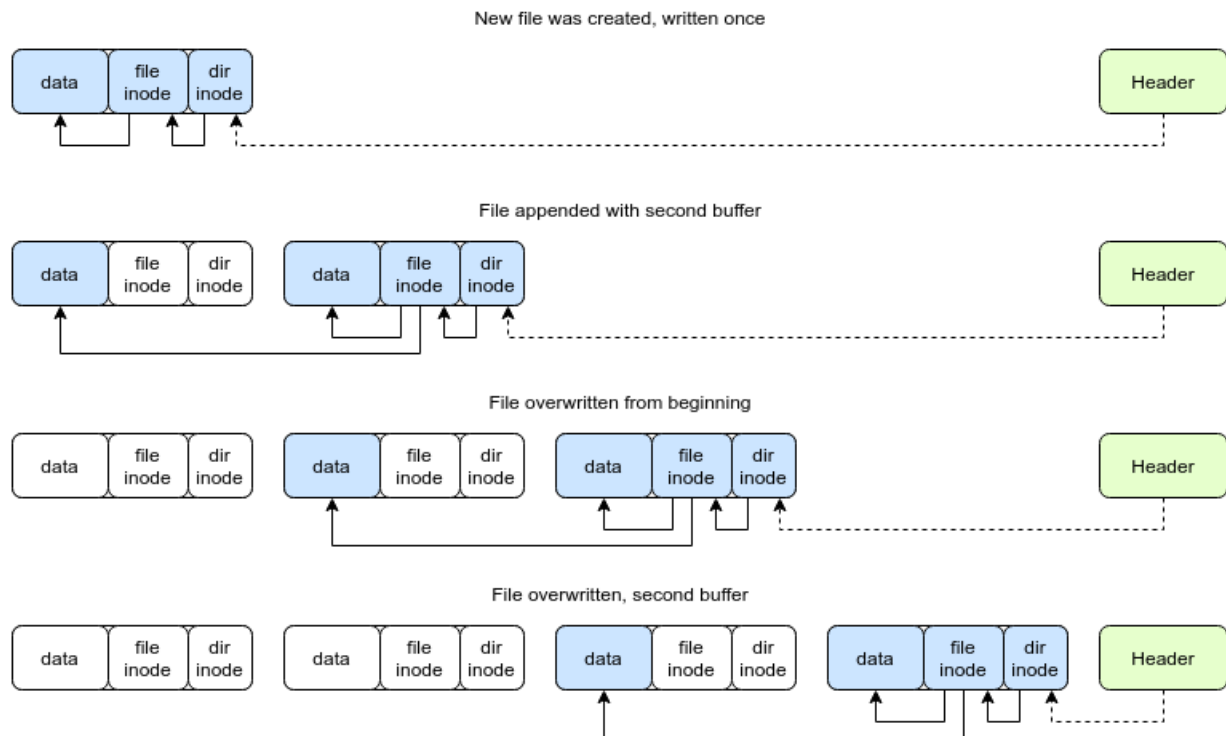 New file was created, written once
data
file
inode
dir
inode
Header
File appended with second buffer
data
file
inode
dir
inode
data
file
inode
dir
inode
Header
File overwritten from beginning
data
file
inode
dir
inode
data
file
inode
dir
inode
data
file
inode
dir
inode
Header
File overwritten, second buffer
data
file
inode
dir
inode
data
file
inode
dir
inode
data
file
inode
dir
inode
data
file
inode
dir
inode
Header